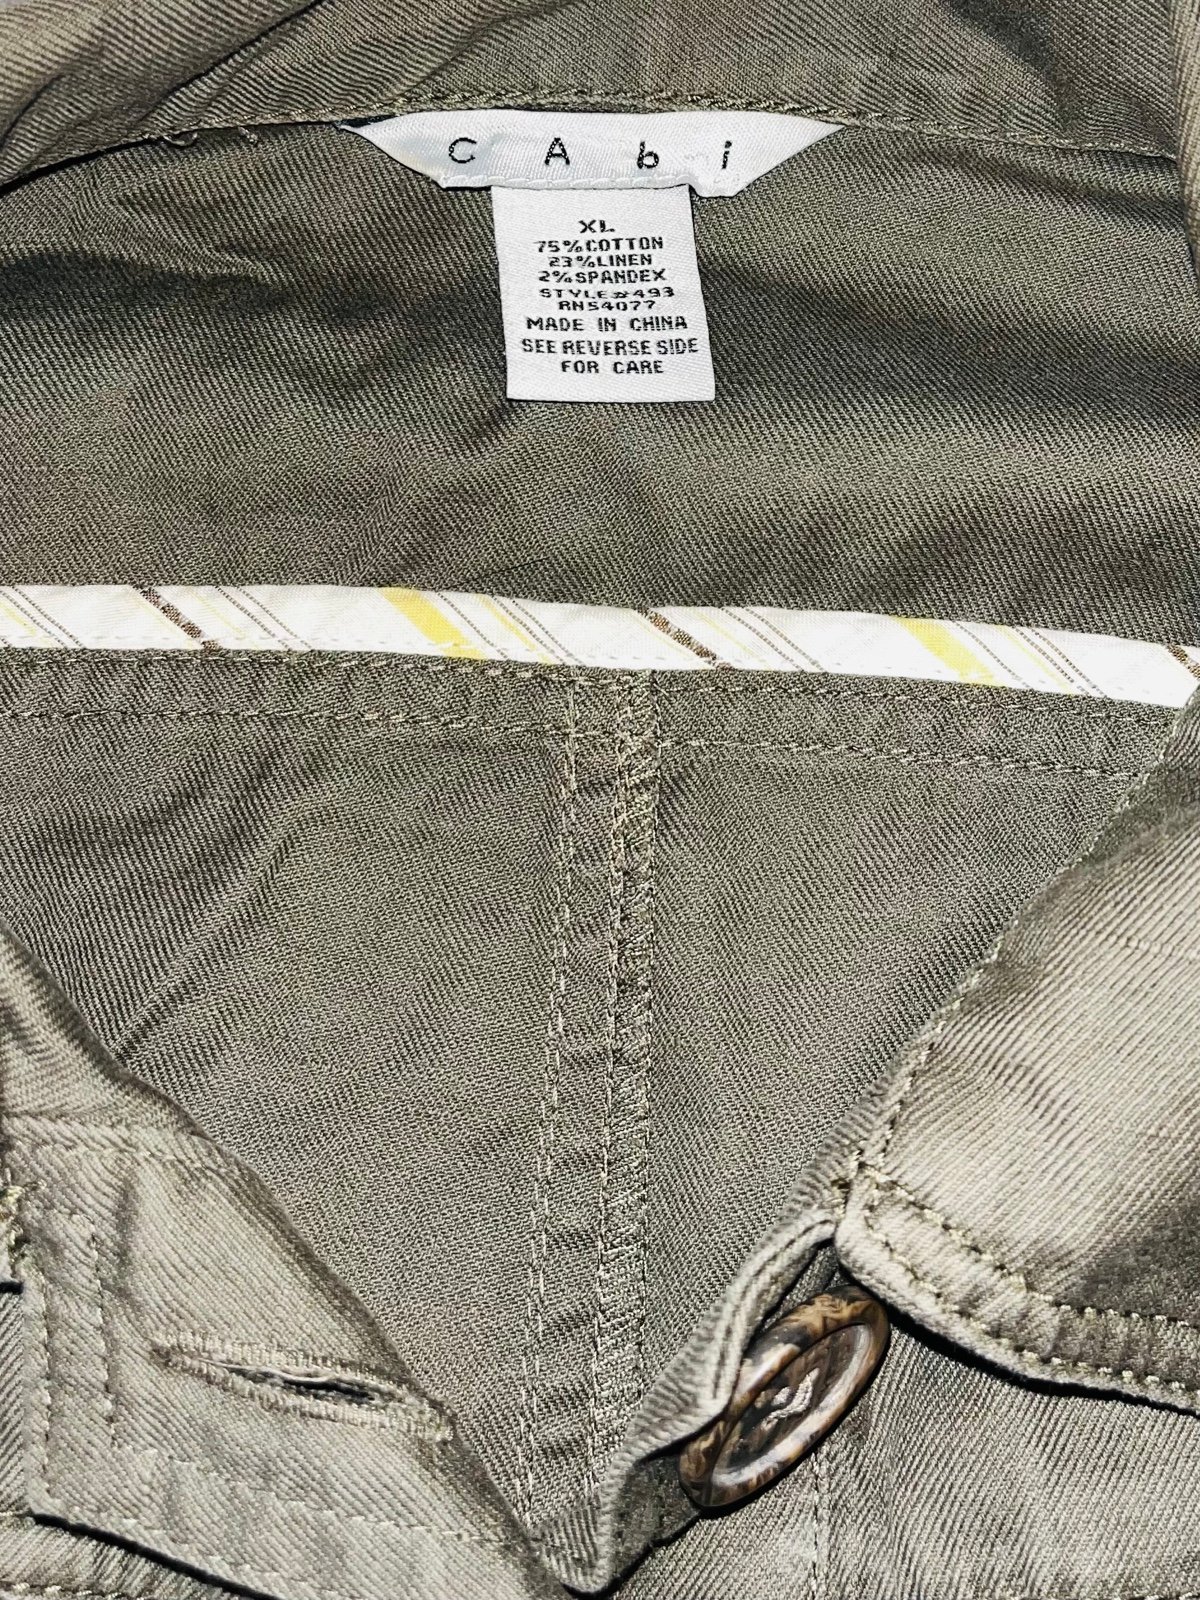 CAbi
XL
75%COTTON
23%LINEN
2%SPANDEX
STYLE#493
RN54077
MADE IN CHINA
SEE REVERSE SIDE
FOR CARE